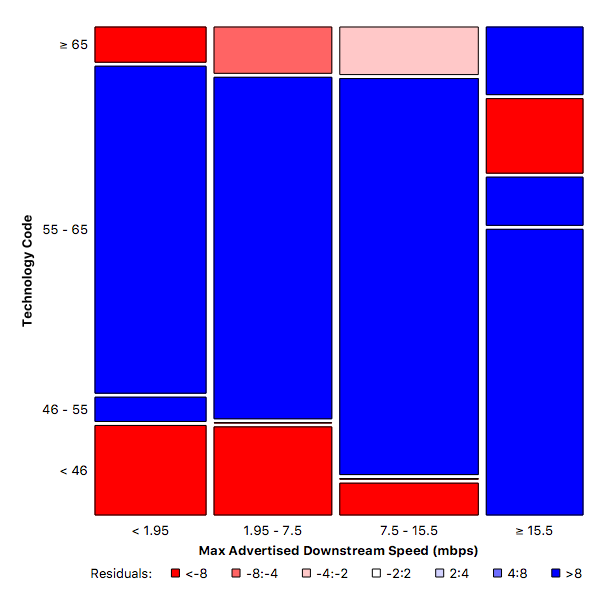 ≥ 65
55 - 65
46 - 55
< 46
Technology Code
< 1.95
1.95 - 7.5
7.5 - 15.5
≥ 15.5
Max Advertised Downstream Speed (mbps)
Residuals: <-8 -8:-4 -4:-2 -2:2 2:4 4:8 >8